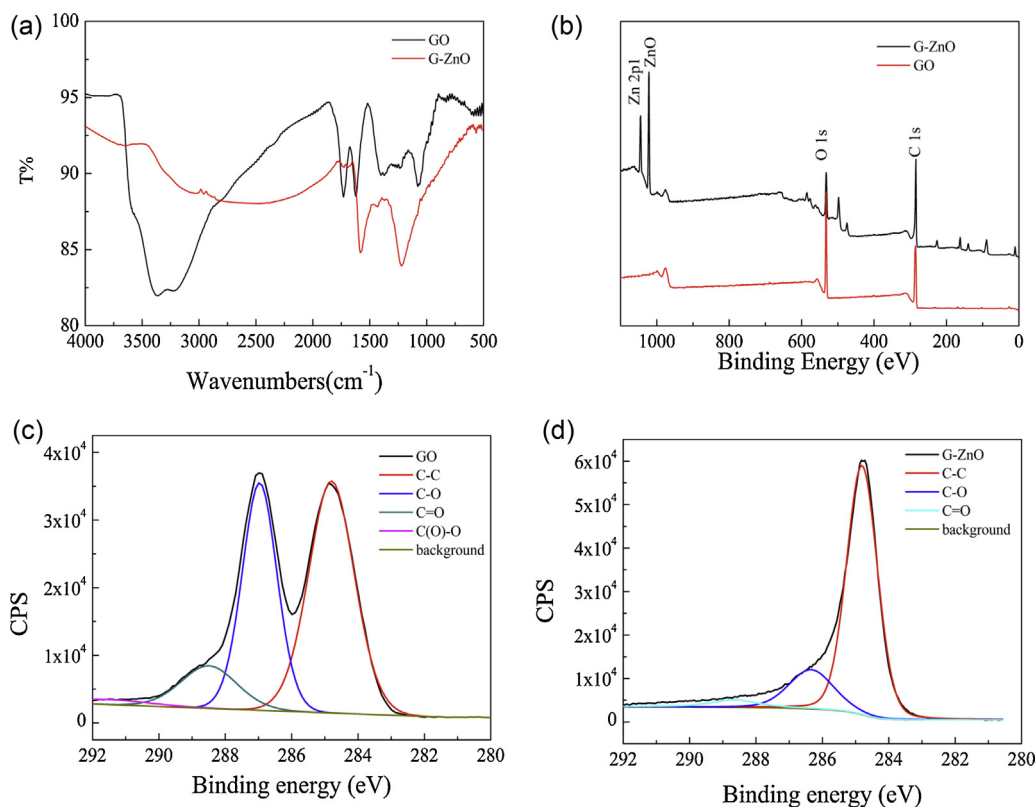 (a)
GO
G-ZnO
100
95
90
85
80
T%
4000 3500 3000 2500 2000 1500 1000 500
Wavenumbers(cm⁻¹)
(b)
G-ZnO
GO
Zn 2p1
ZnO
O 1s
C 1s
1000 800 600 400 200 0
Binding Energy (eV)
(c)
GO
C-C
C-O
C=O
C(O)-O
background
4x10⁴
3x10⁴
2x10⁴
1x10⁴
0
CPS
292 290 288 286 284 282 280
Binding energy (eV)
(d)
G-ZnO
C-C
C-O
C=O
background
6x10⁴
5x10⁴
4x10⁴
3x10⁴
2x10⁴
1x10⁴
0
CPS
292 290 288 286 284 282 280
Binding energy (eV)